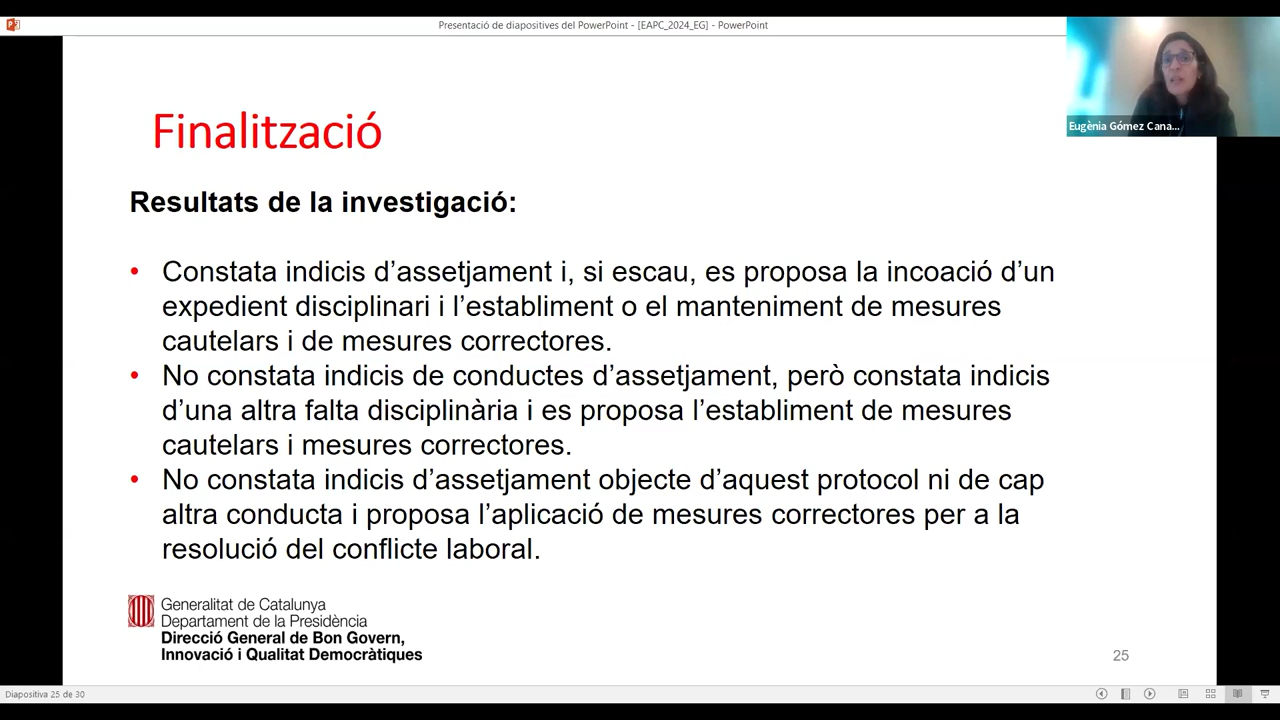 Presentació de diapositives del PowerPoint - [EAPC_2024_EG] - PowerPoint
Eugènia Gómez Cana...
Finalització
Resultats de la investigació:
• Constata indicis d’assetjament i, si escau, es proposa la incoació d’un
expedient disciplinari i l’establiment o el manteniment de mesures
cautelars i de mesures correctores.
• No constata indicis de conductes d’assetjament, però constata indicis
d’una altra falta disciplinària i es proposa l’establiment de mesures
cautelars i mesures correctores.
• No constata indicis d’assetjament objecte d’aquest protocol ni de cap
altra conducta i proposa l’aplicació de mesures correctores per a la
resolució del conflicte laboral.
Generalitat de Catalunya
Departament de la Presidència
Direcció General de Bon Govern,
Innovació i Qualitat Democràtiques
25
Diapositiva 25 de 30